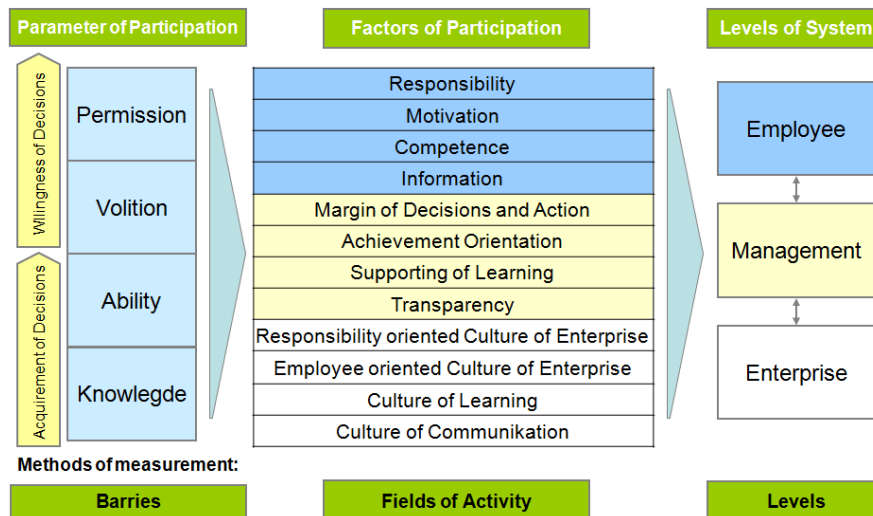 Parameter of Participation
Factors of Participation
Levels of System
Wilingness of Decisions
Acquirement of Decisions
Permission
Volition
Ability
Knowlegde
Responsibility
Motivation
Competence
Information
Margin of Decisions and Action
Achievement Orientation
Supporting of Learning
Transparency
Responsibility oriented Culture of Enterprise
Employee oriented Culture of Enterprise
Culture of Learning
Culture of Communikation
Employee
Management
Enterprise
Methods of measurement:
Barries
Fields of Activity
Levels